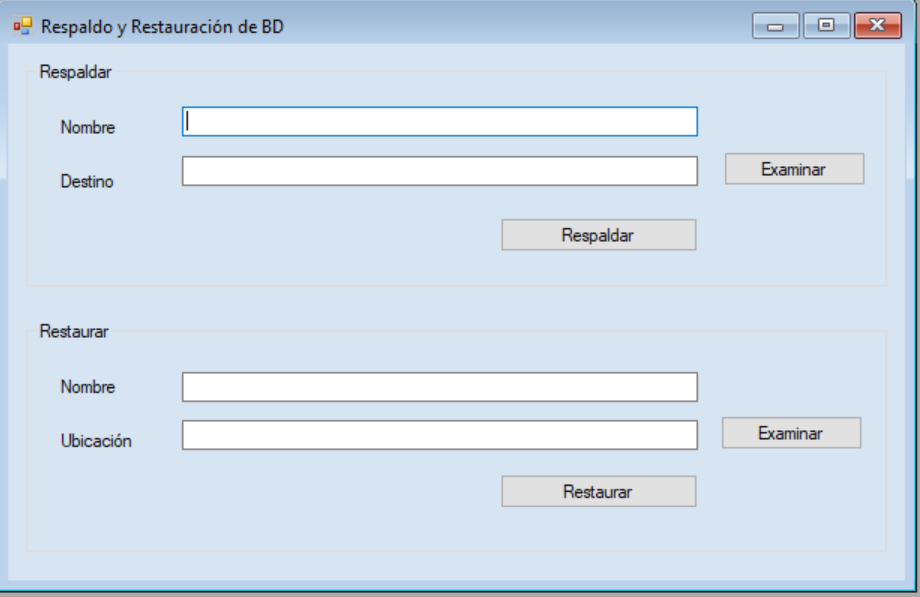 Respaldo y Restauración de BD
Respaldar
Nombre
Destino
Examinar
Respaldar
Restaurar
Nombre
Ubicación
Examinar
Restaurar